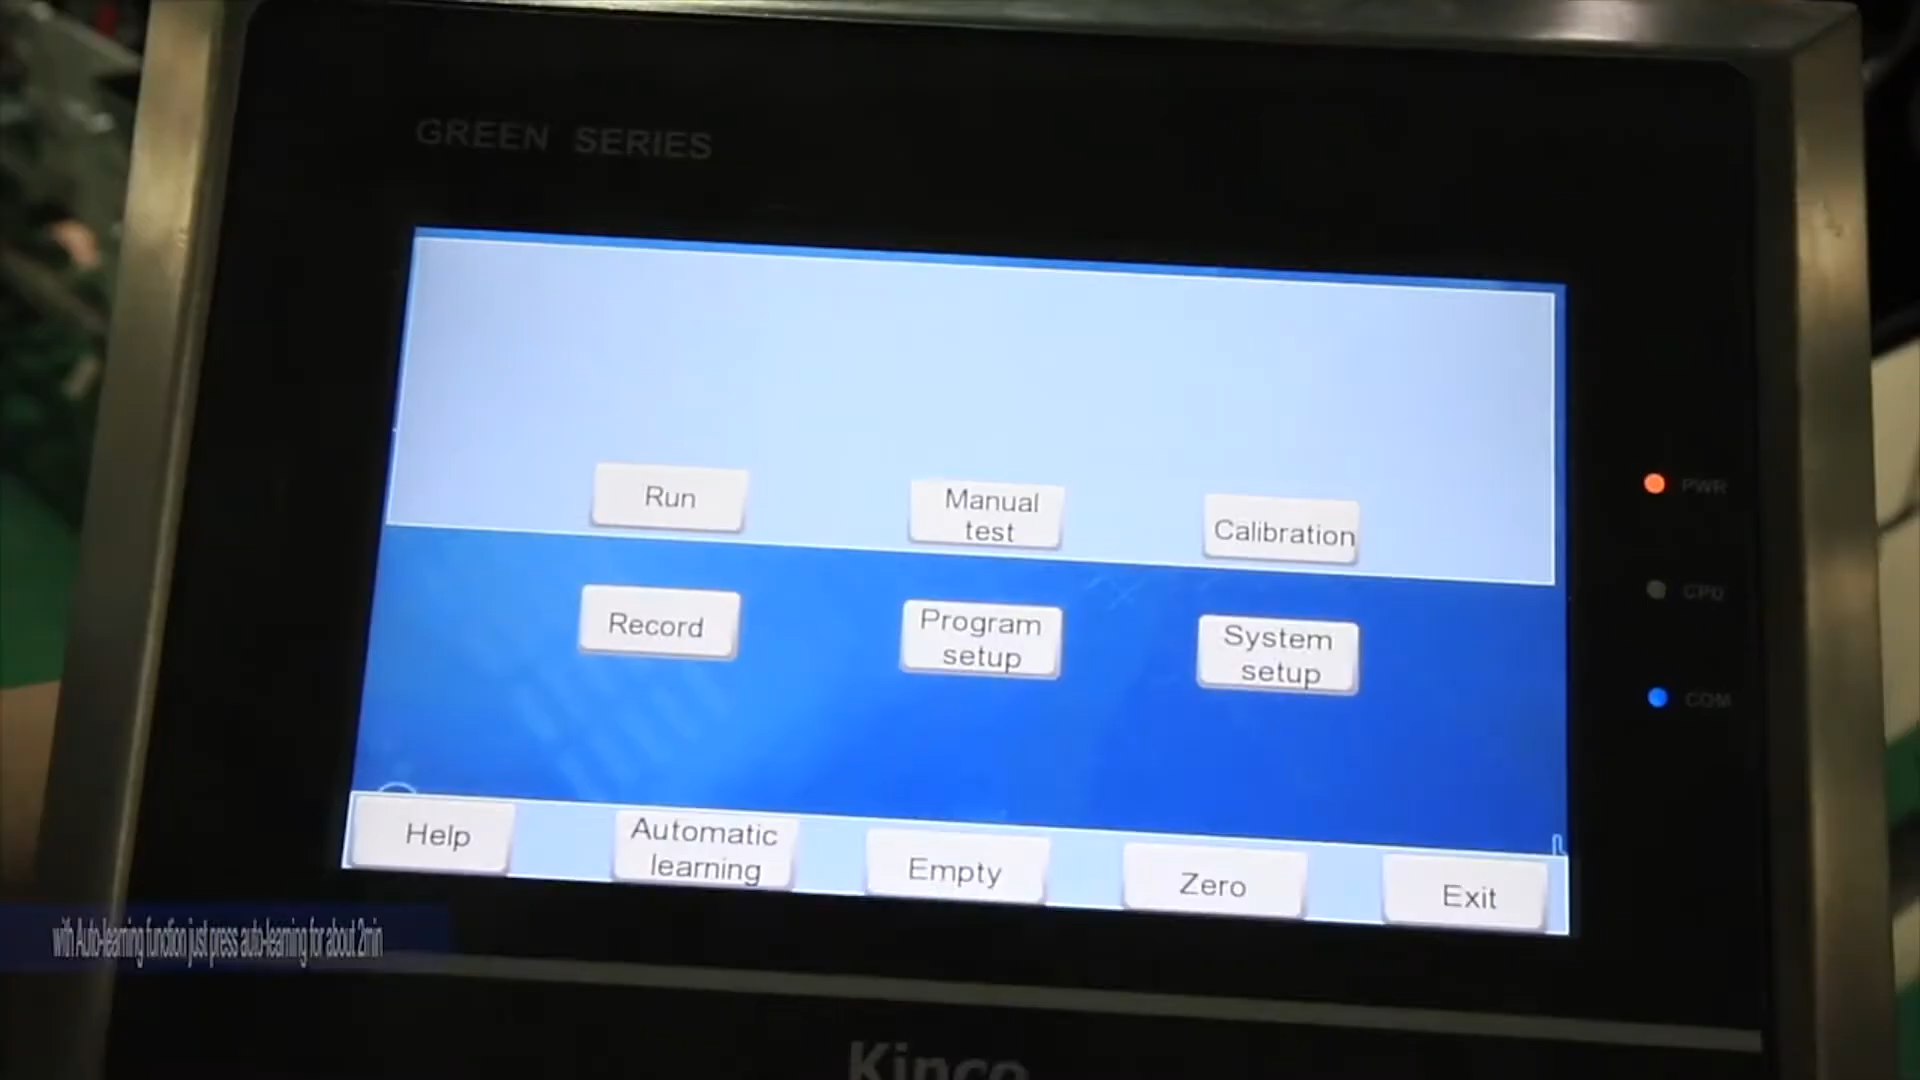 GREEN SERIES
Run
Manual
test
Calibration
PWR
Record
Program
setup
System
setup
CPU
COM
Help
Automatic
learning
Empty
Zero
Exit
with Auto-learning function just press auto-learning for about 2min
Kinco